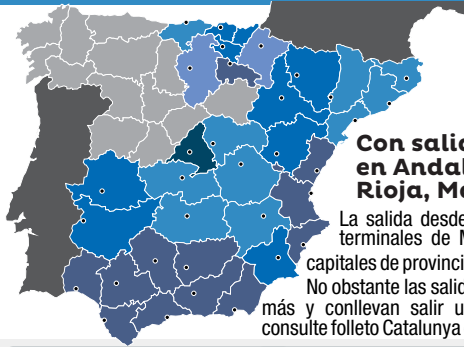 Con salid
en Andal
Rioja, Ma
La salida desde
terminales de M
capitales de provinci
No obstante las salid
más y conllevan salir u
consulte folleto Catalunya